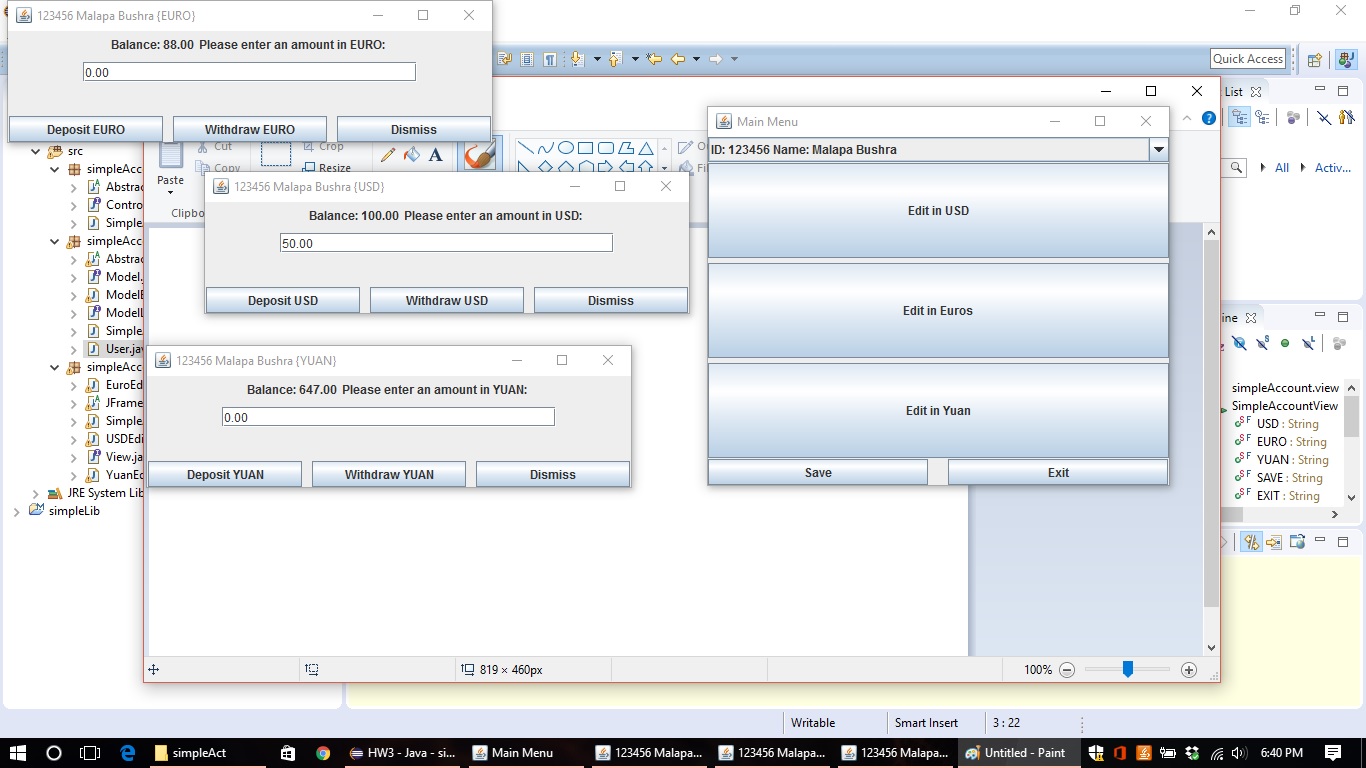 123456 Malapa Bushra {EURO}
Balance: 88.00 Please enter an amount in EURO:
0.00
Deposit EURO Withdraw EURO Dismiss
Quick Access
List
All Activ...
Cut
Copy
Paste
Crop
Resize
src
simpleAcc
Abstrac
Contro
Simple
simpleAcc
Abstrac
Model.
ModelE
ModelL
Simple
User.jav
simpleAcc
EuroEd
JFrame
Simple
USDEdi
View.ja
YuanEd
JRE System Lib
simpleLib
123456 Malapa Bushra {USD}
Balance: 100.00 Please enter an amount in USD:
50.00
Deposit USD Withdraw USD Dismiss
123456 Malapa Bushra {YUAN}
Balance: 647.00 Please enter an amount in YUAN:
0.00
Deposit YUAN Withdraw YUAN Dismiss
Main Menu
ID: 123456 Name: Malapa Bushra
Edit in USD
Edit in Euros
Edit in Yuan
Save Exit
ine
simpleAccount.view
SimpleAccountView
USD : String
EURO : String
YUAN : String
SAVE : String
EXIT : String
819 × 460px
100%
Writable Smart Insert 3 : 22
simpleAct
HW3 - Java - si...
Main Menu
123456 Malapa...
123456 Malapa...
123456 Malapa...
Untitled - Paint
6:40 PM